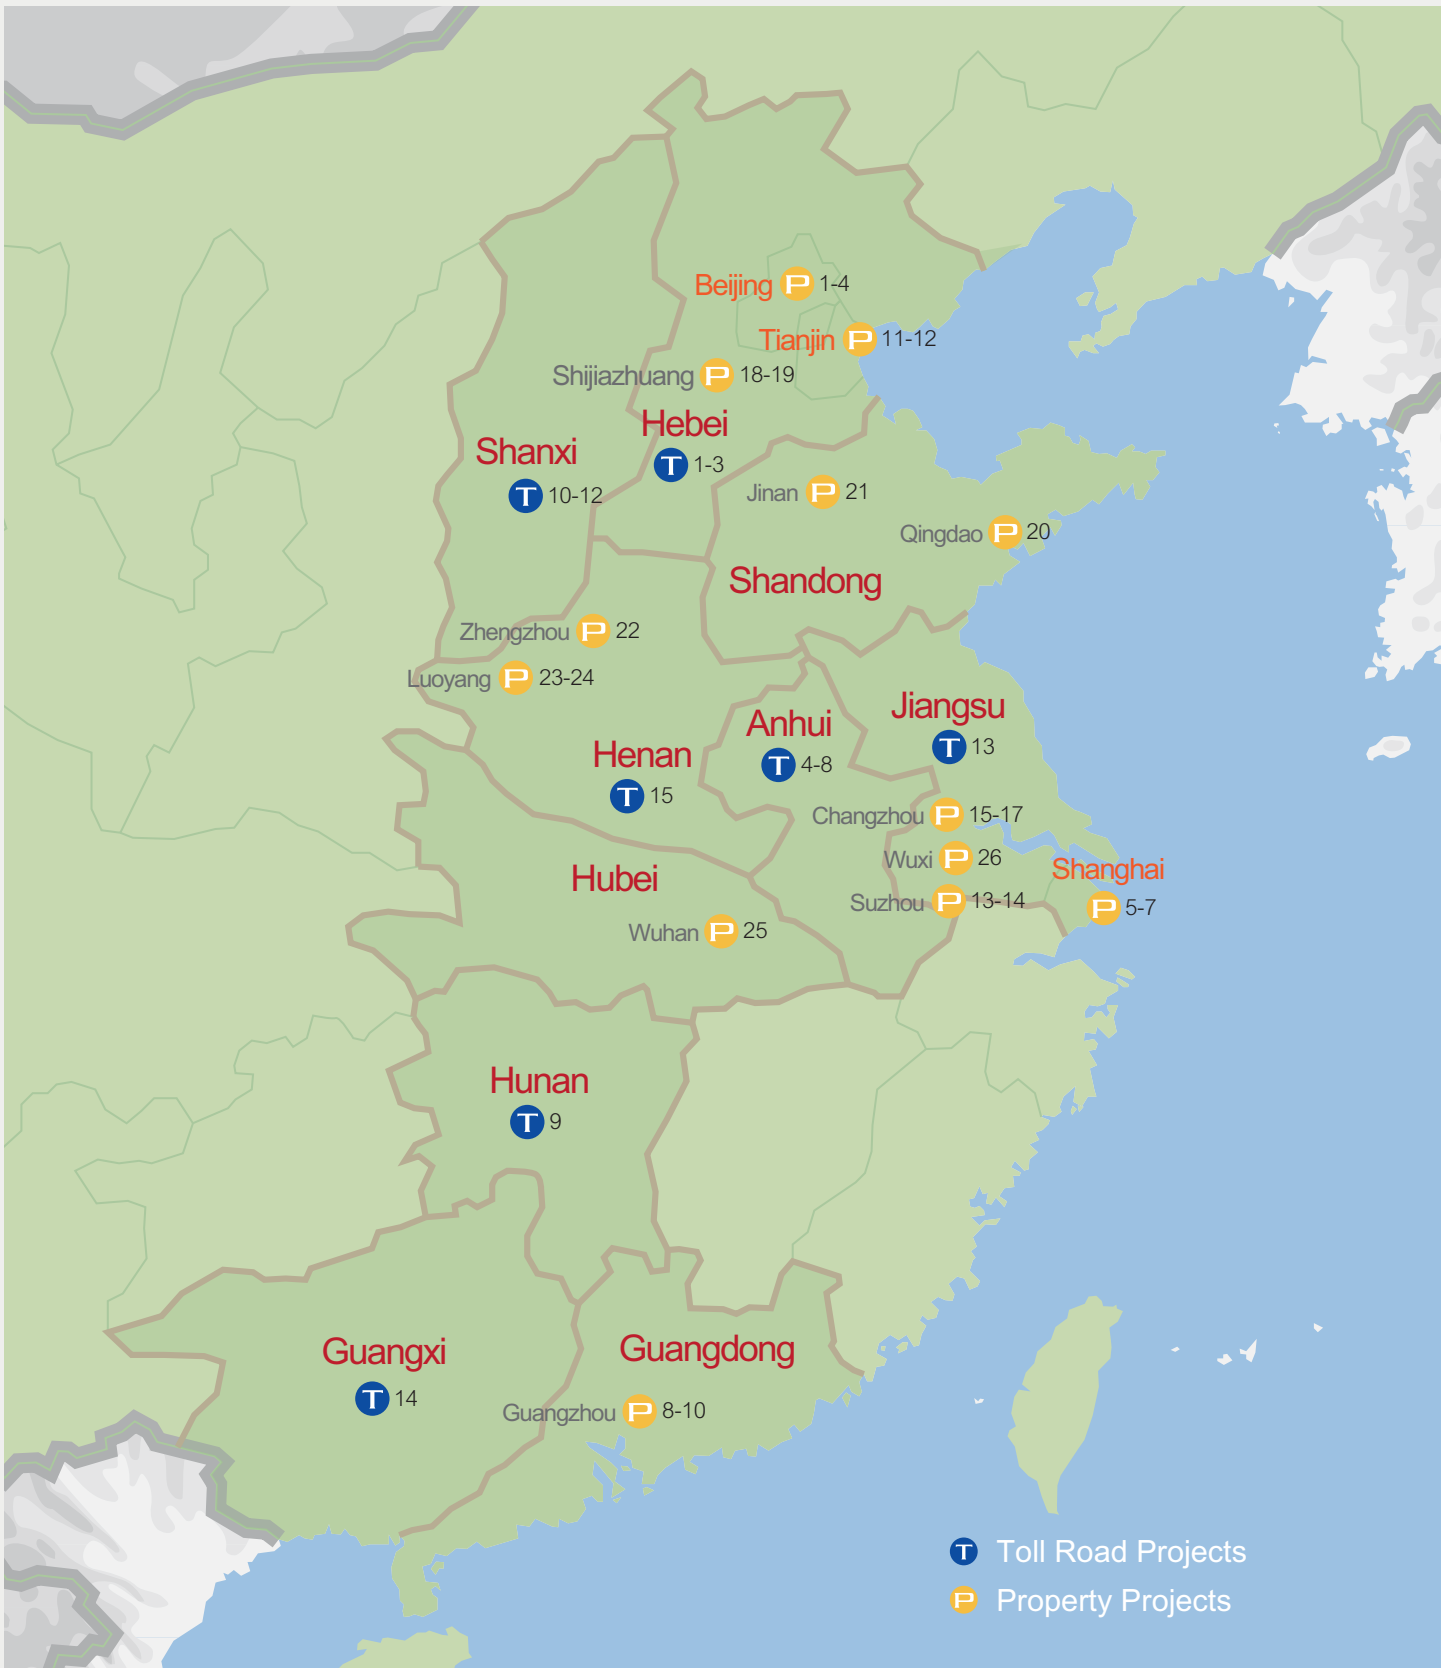 Beijing P 1-4
Tianjin P 11-12
Shijiazhuang P 18-19
Hebei
T 1-3
Shanxi
T 10-12
Jinan P 21
Qingdao P 20
Shandong
Zhengzhou P 22
Luoyang P 23-24
Jiangsu
T 13
Anhui
T 4-8
Henan
T 15
Changzhou P 15-17
Wuxi P 26
Shanghai
P 5-7
Suzhou P 13-14
Hubei
Wuhan P 25
Hunan
T 9
Guangxi
T 14
Guangdong
Guangzhou P 8-10
T Toll Road Projects
P Property Projects